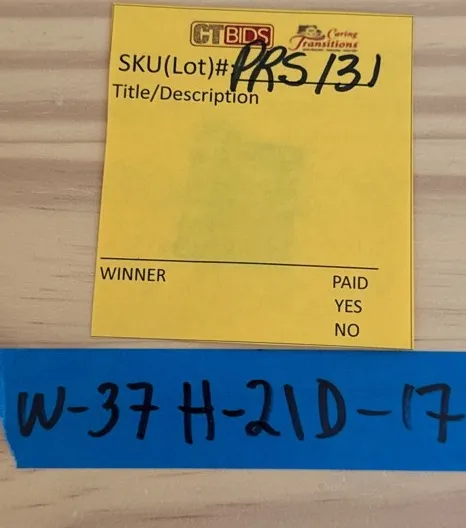 CTBIDS Caring Transitions
SKU(Lot)# PRS131
Title/Description
WINNER PAID
YES
NO
W-37 H-21 D-17